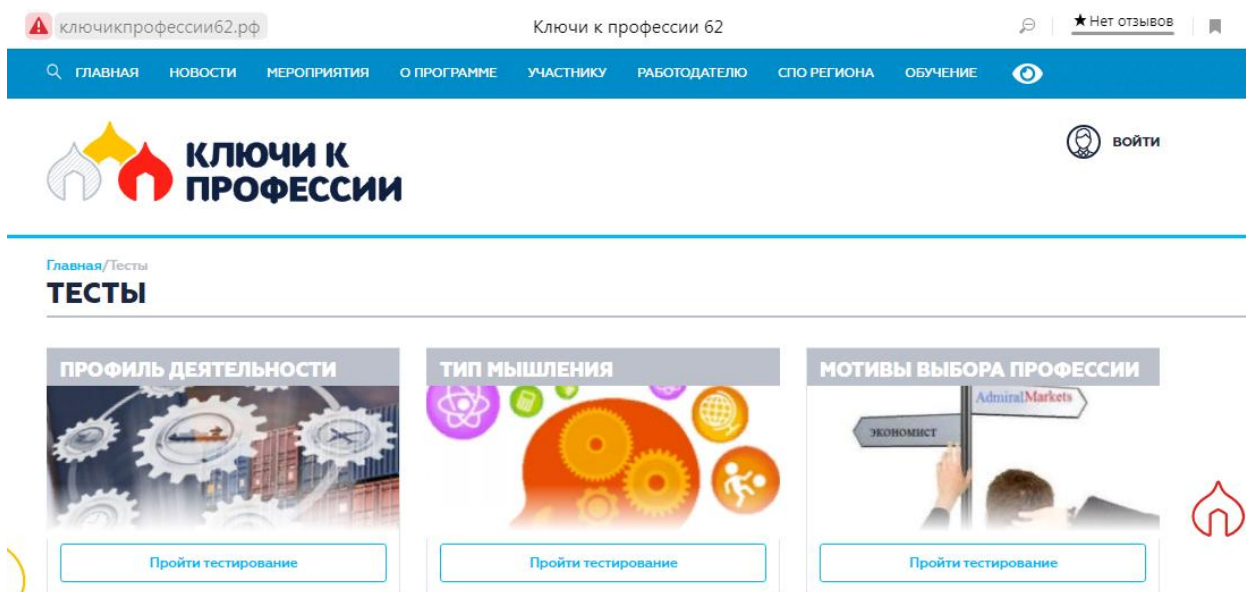 ключикпрофессии62.рф Ключи к профессии 62 ★Нет отзывов
ГЛАВНАЯ НОВОСТИ МЕРОПРИЯТИЯ О ПРОГРАММЕ УЧАСТНИКУ РАБОТОДАТЕЛЮ СПО РЕГИОНА ОБУЧЕНИЕ
КЛЮЧИ К
ПРОФЕССИИ
ВОЙТИ
Главная/Тесты
ТЕСТЫ
ПРОФИЛЬ ДЕЯТЕЛЬНОСТИ ТИП МЫШЛЕНИЯ МОТИВЫ ВЫБОРА ПРОФЕССИИ
AdmiralMarkets
ЭКОНОМИСТ
Пройти тестирование Пройти тестирование Пройти тестирование